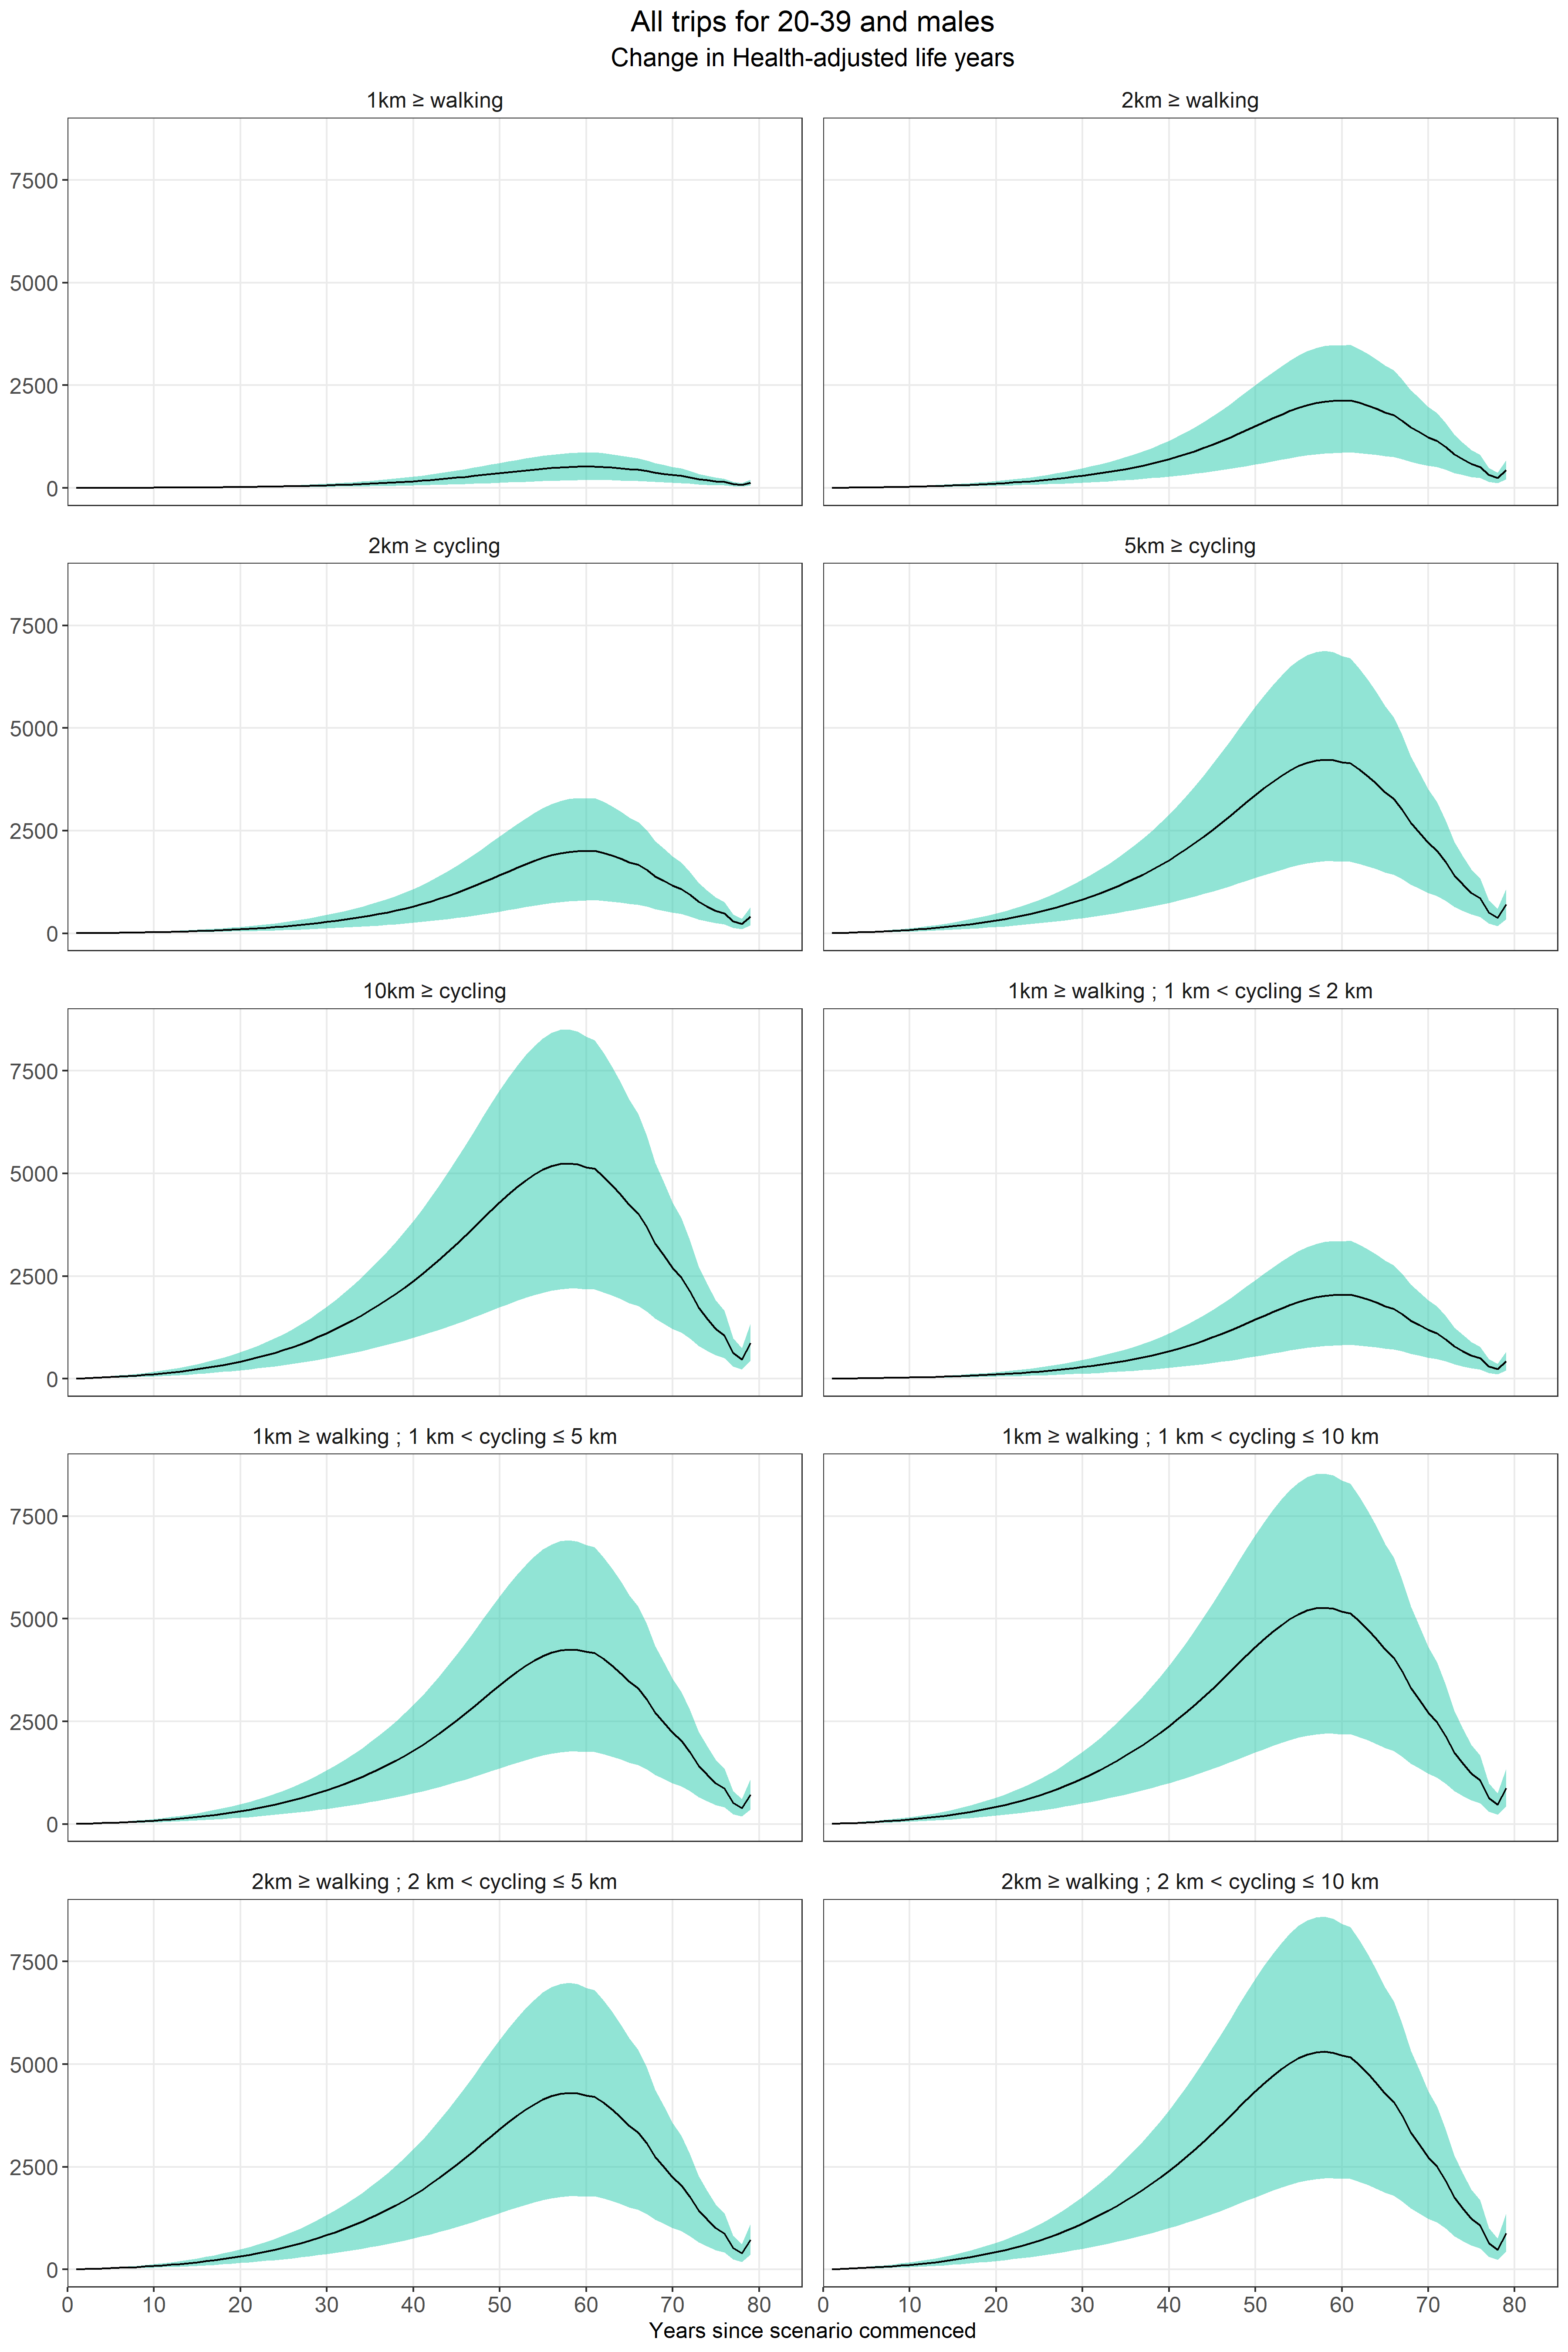 All trips for 20-39 and males
Change in Health-adjusted life years
1km ≥ walking
2km ≥ walking
7500
5000
2500
0
2km ≥ cycling
5km ≥ cycling
7500
5000
2500
0
10km ≥ cycling
1km ≥ walking ; 1 km < cycling ≤ 2 km
7500
5000
2500
0
1km ≥ walking ; 1 km < cycling ≤ 5 km
1km ≥ walking ; 1 km < cycling ≤ 10 km
7500
5000
2500
0
2km ≥ walking ; 2 km < cycling ≤ 5 km
2km ≥ walking ; 2 km < cycling ≤ 10 km
7500
5000
2500
0
0 10 20 30 40 50 60 70 80
0 10 20 30 40 50 60 70 80
Years since scenario commenced